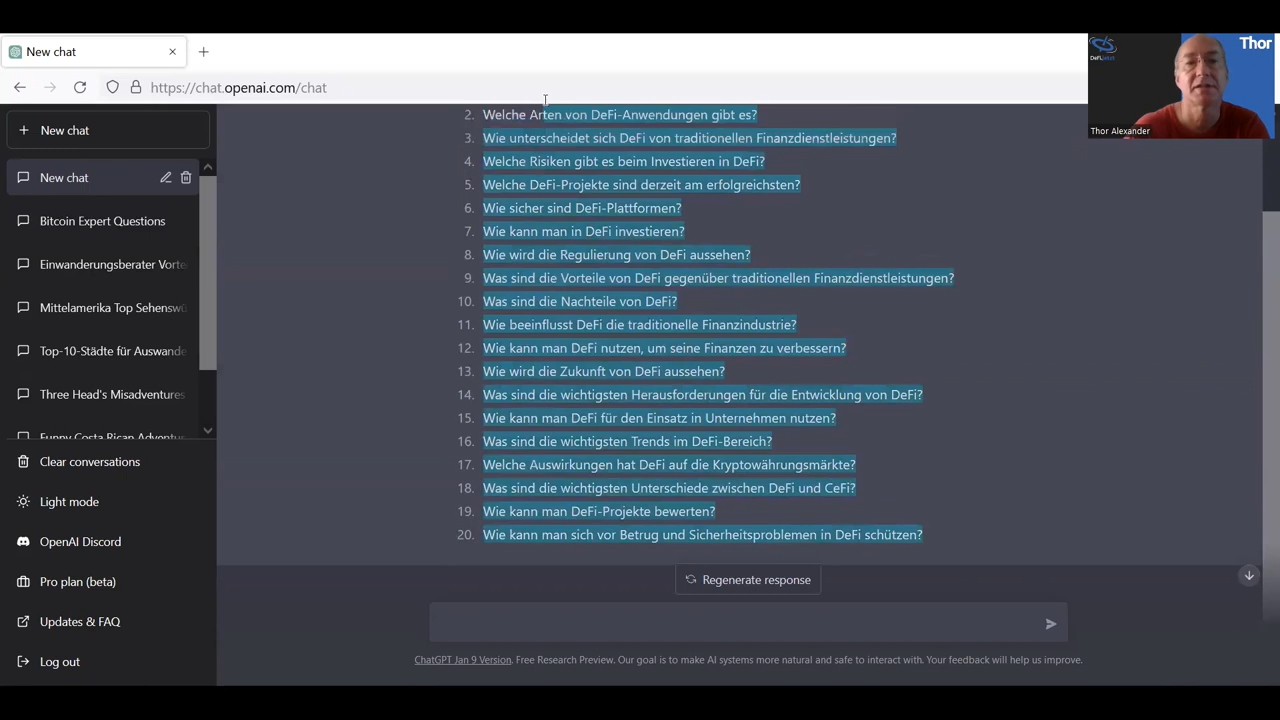 New chat
https://chat.openai.com/chat
Thor
DeFi
Thor Alexander
New chat
New chat
Bitcoin Expert Questions
Einwanderungsberater Vorte
Mittelamerika Top Sehenswü
Top-10-Städte für Auswande
Three Head's Misadventures
Funny Costa Rican Adventu
Clear conversations
Light mode
OpenAI Discord
Pro plan (beta)
Updates & FAQ
Log out
2. Welche Arten von DeFi-Anwendungen gibt es?
3. Wie unterscheidet sich DeFi von traditionellen Finanzdienstleistungen?
4. Welche Risiken gibt es beim Investieren in DeFi?
5. Welche DeFi-Projekte sind derzeit am erfolgreichsten?
6. Wie sicher sind DeFi-Plattformen?
7. Wie kann man in DeFi investieren?
8. Wie wird die Regulierung von DeFi aussehen?
9. Was sind die Vorteile von DeFi gegenüber traditionellen Finanzdienstleistungen?
10. Was sind die Nachteile von DeFi?
11. Wie beeinflusst DeFi die traditionelle Finanzindustrie?
12. Wie kann man DeFi nutzen, um seine Finanzen zu verbessern?
13. Wie wird die Zukunft von DeFi aussehen?
14. Was sind die wichtigsten Herausforderungen für die Entwicklung von DeFi?
15. Wie kann man DeFi für den Einsatz in Unternehmen nutzen?
16. Was sind die wichtigsten Trends im DeFi-Bereich?
17. Welche Auswirkungen hat DeFi auf die Kryptowährungsmärkte?
18. Was sind die wichtigsten Unterschiede zwischen DeFi und CeFi?
19. Wie kann man DeFi-Projekte bewerten?
20. Wie kann man sich vor Betrug und Sicherheitsproblemen in DeFi schützen?
Regenerate response
ChatGPT Jan 9 Version. Free Research Preview. Our goal is to make AI systems more natural and safe to interact with. Your feedback will help us improve.